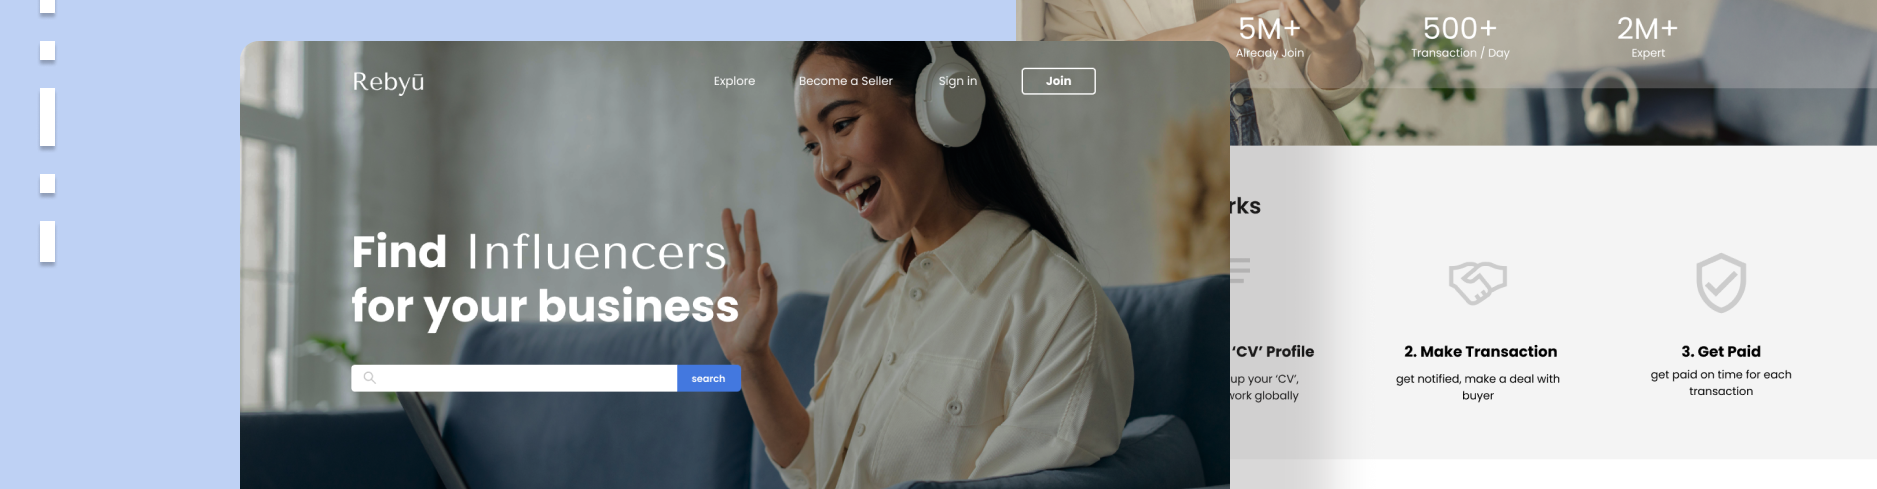 Rebyū
Explore
Become a Seller
Sign in
Join
Find Influencers
for your business
search
5M+
Already Join
500+
Transaction / Day
2M+
Expert
‘CV’ Profile
up your ‘CV’,
globally
2. Make Transaction
get notified, make a deal with
buyer
3. Get Paid
get paid on time for each
transaction